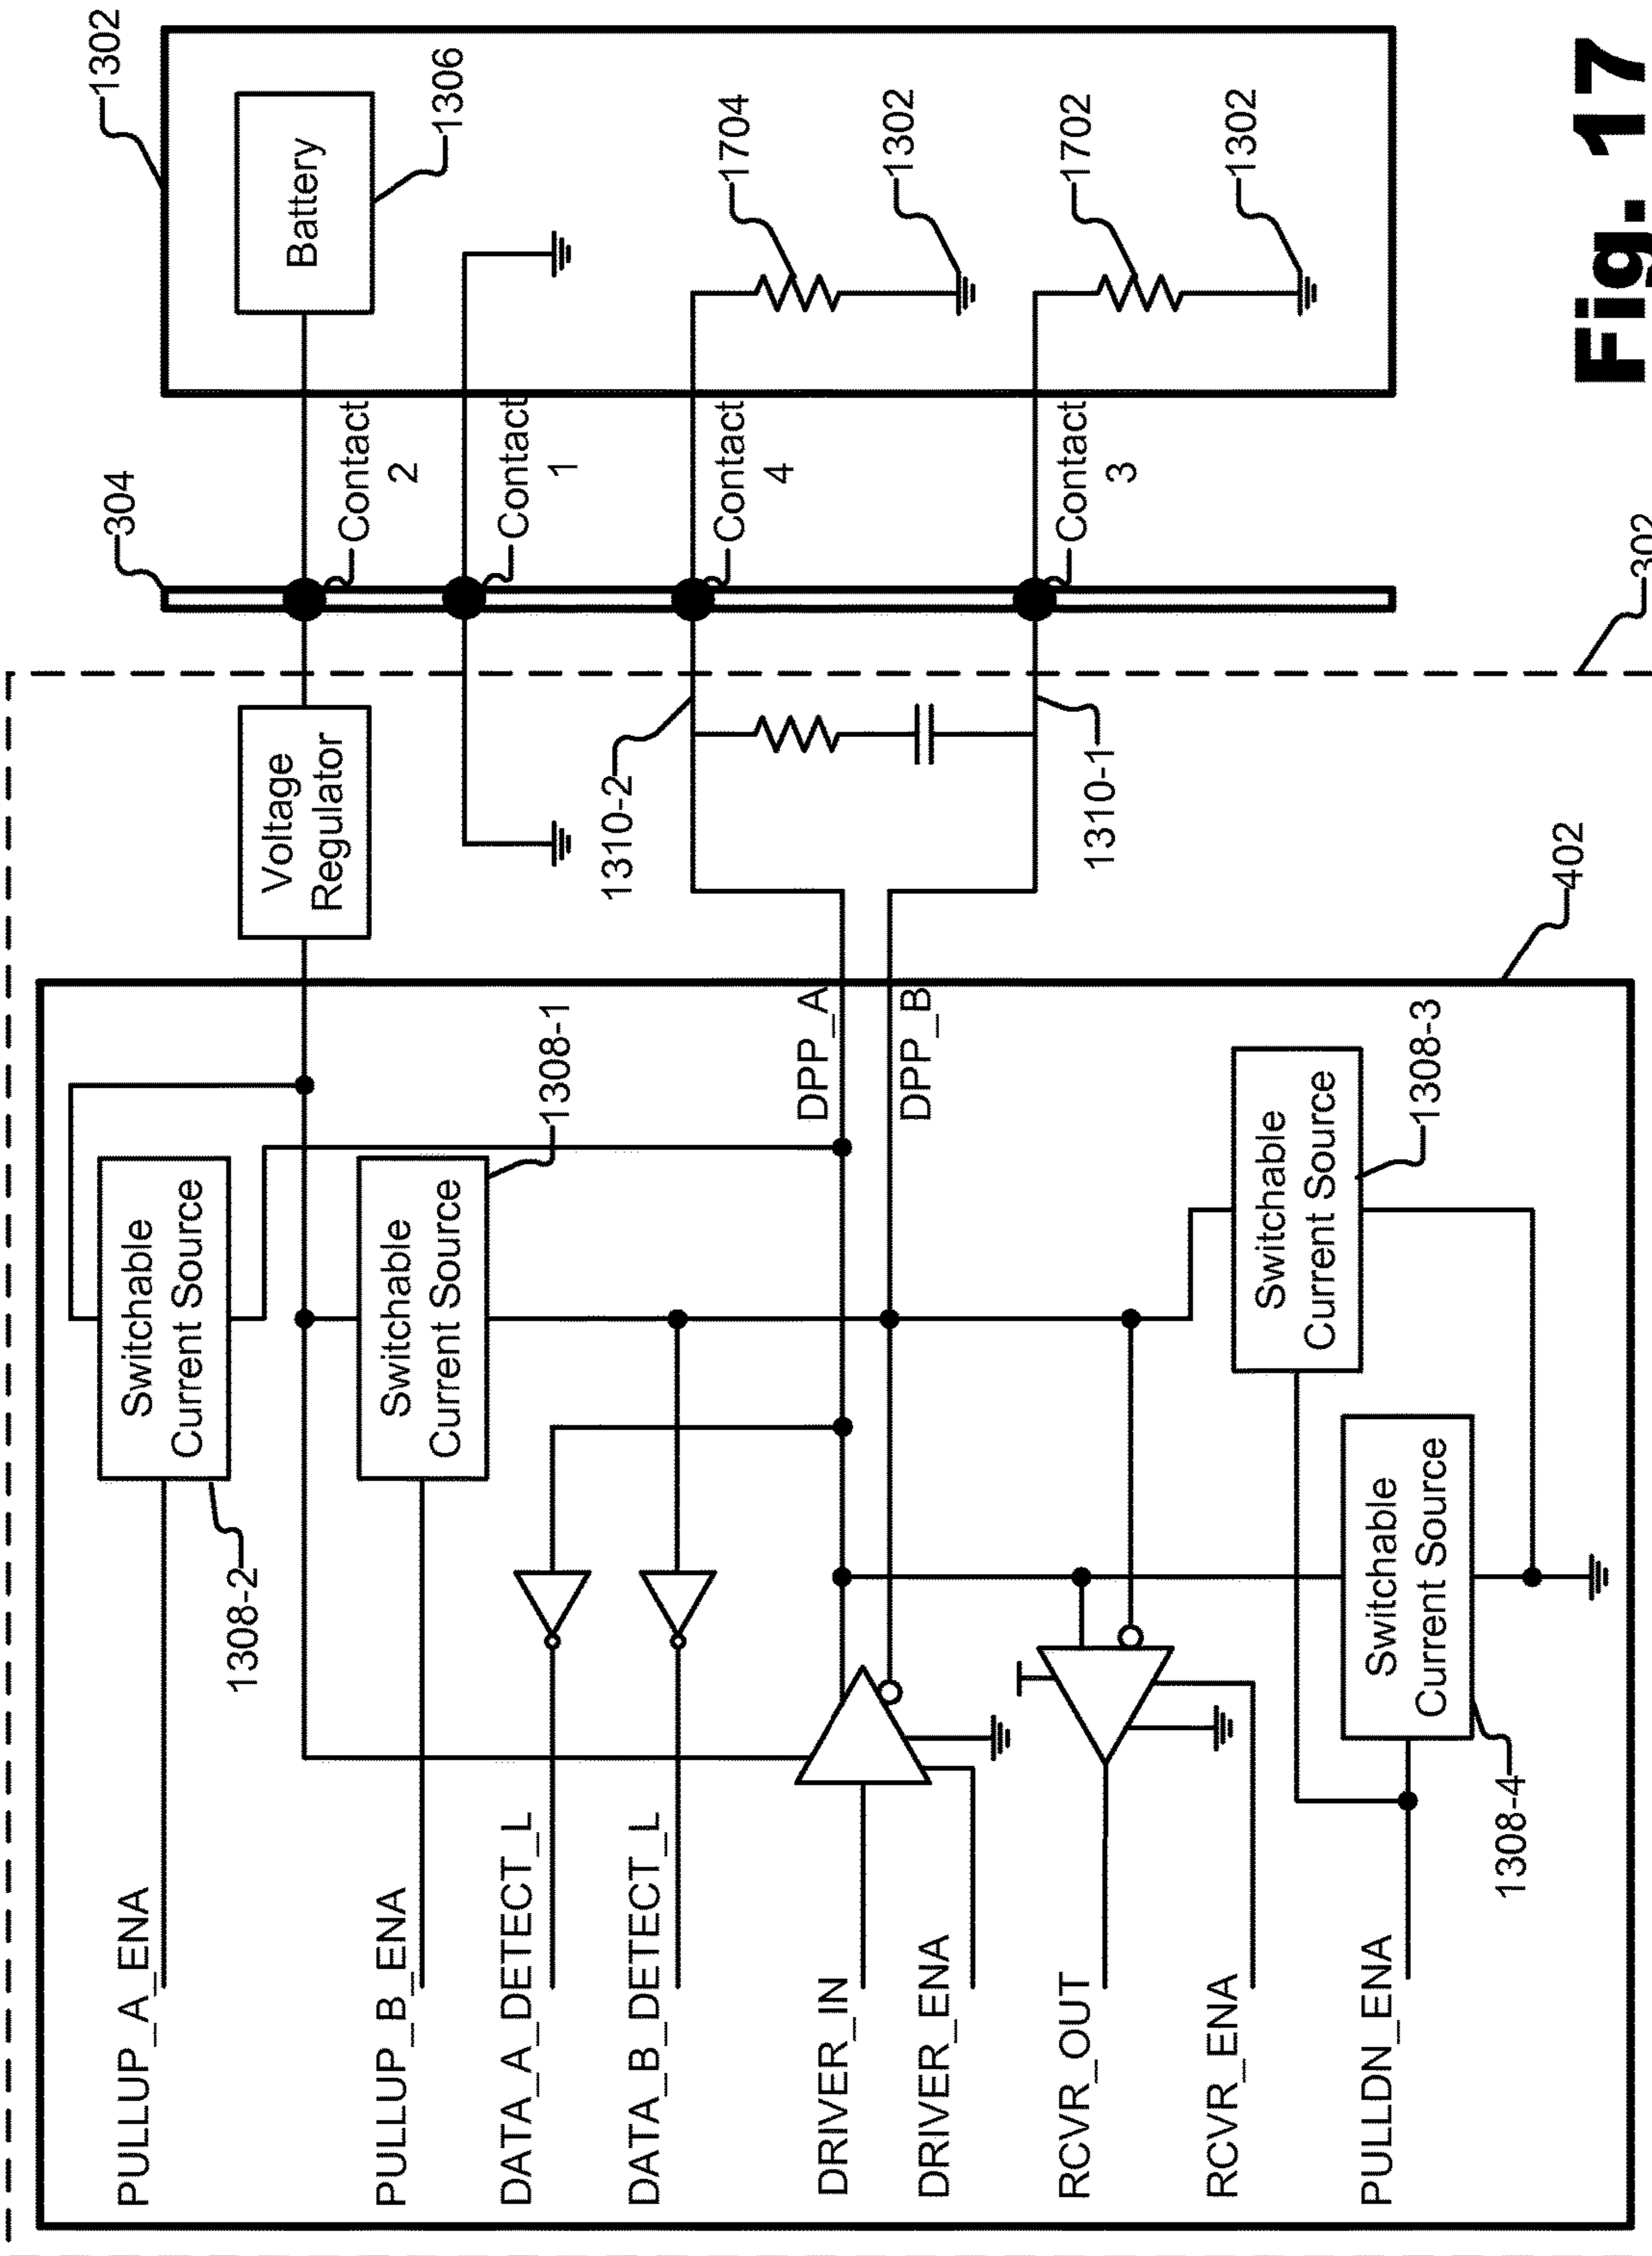 1302
Battery
1306
1704
1302
1702
1302
304
Contact
2
Contact
1
Contact
4
Contact
3
302
Voltage
Regulator
1310-2
1310-1
402
DPP_A
DPP_B
Switchable
Current Source
1308-2
Switchable
Current Source
1308-1
Switchable
Current Source
1308-3
Switchable
Current Source
1308-4
PULLUP_A_ENA
PULLUP_B_ENA
DATA_A_DETECT_L
DATA_B_DETECT_L
DRIVER_IN
DRIVER_ENA
RCVR_OUT
RCVR_ENA
PULLDN_ENA
Fig. 17